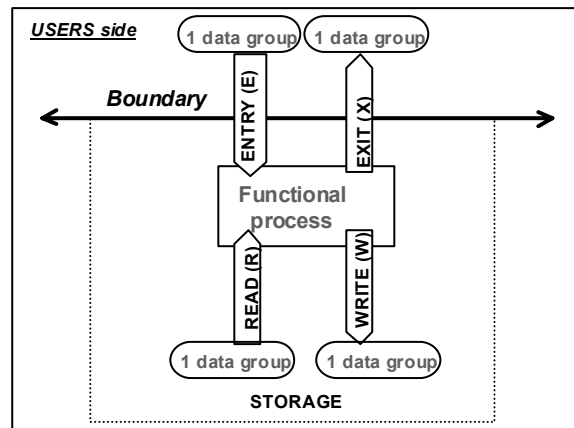 USERS side
1 data group
1 data group
Boundary
ENTRY (E)
EXIT (X)
Functional
process
READ (R)
WRITE (W)
1 data group
1 data group
STORAGE